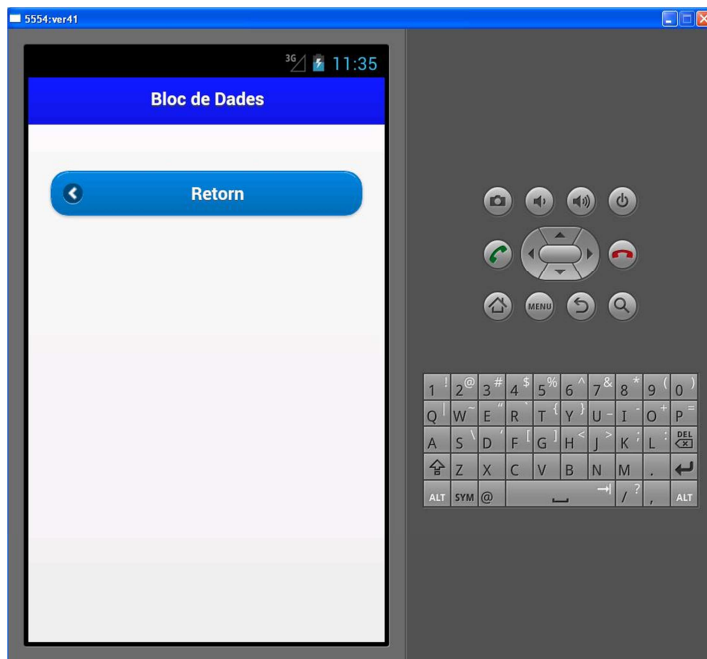 5554:ver41
3G 11:35
Bloc de Dades
Retorn
MENU
1 ! 2 @ 3 # 4 $ 5 % 6 ^ 7 & 8 * 9 ( 0 )
Q | W ~ E “ R ` T { Y } U _ I - O + P =
A S \ D ‘ F [ G ] H < J > K ; L : DEL
Z X C V B N M .
ALT SYM @ / ? , ALT